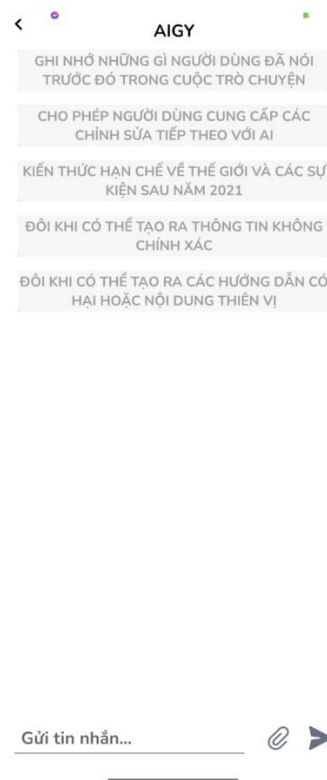 AIGY
GHI NHỚ NHỮNG GÌ NGƯỜI DÙNG ĐÃ NÓI
TRƯỚC ĐÓ TRONG CUỘC TRÒ CHUYỆN
CHO PHÉP NGƯỜI DÙNG CUNG CẤP CÁC
CHỈNH SỬA TIẾP THEO VỚI AI
KIẾN THỨC HẠN CHẾ VỀ THẾ GIỚI VÀ CÁC SỰ
KIỆN SAU NĂM 2021
ĐÔI KHI CÓ THỂ TẠO RA THÔNG TIN KHÔNG
CHÍNH XÁC
ĐÔI KHI CÓ THỂ TẠO RA CÁC HƯỚNG DẪN CÓ
HẠI HOẶC NỘI DUNG THIÊN VỊ
Gửi tin nhắn...